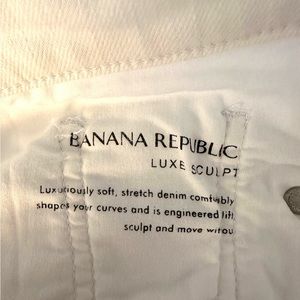 BANANA REPUBLIC
LUXE SCULPT
Luxuriously soft, stretch denim comfortably
shapes your curves and is engineered lift,
sculpt and move